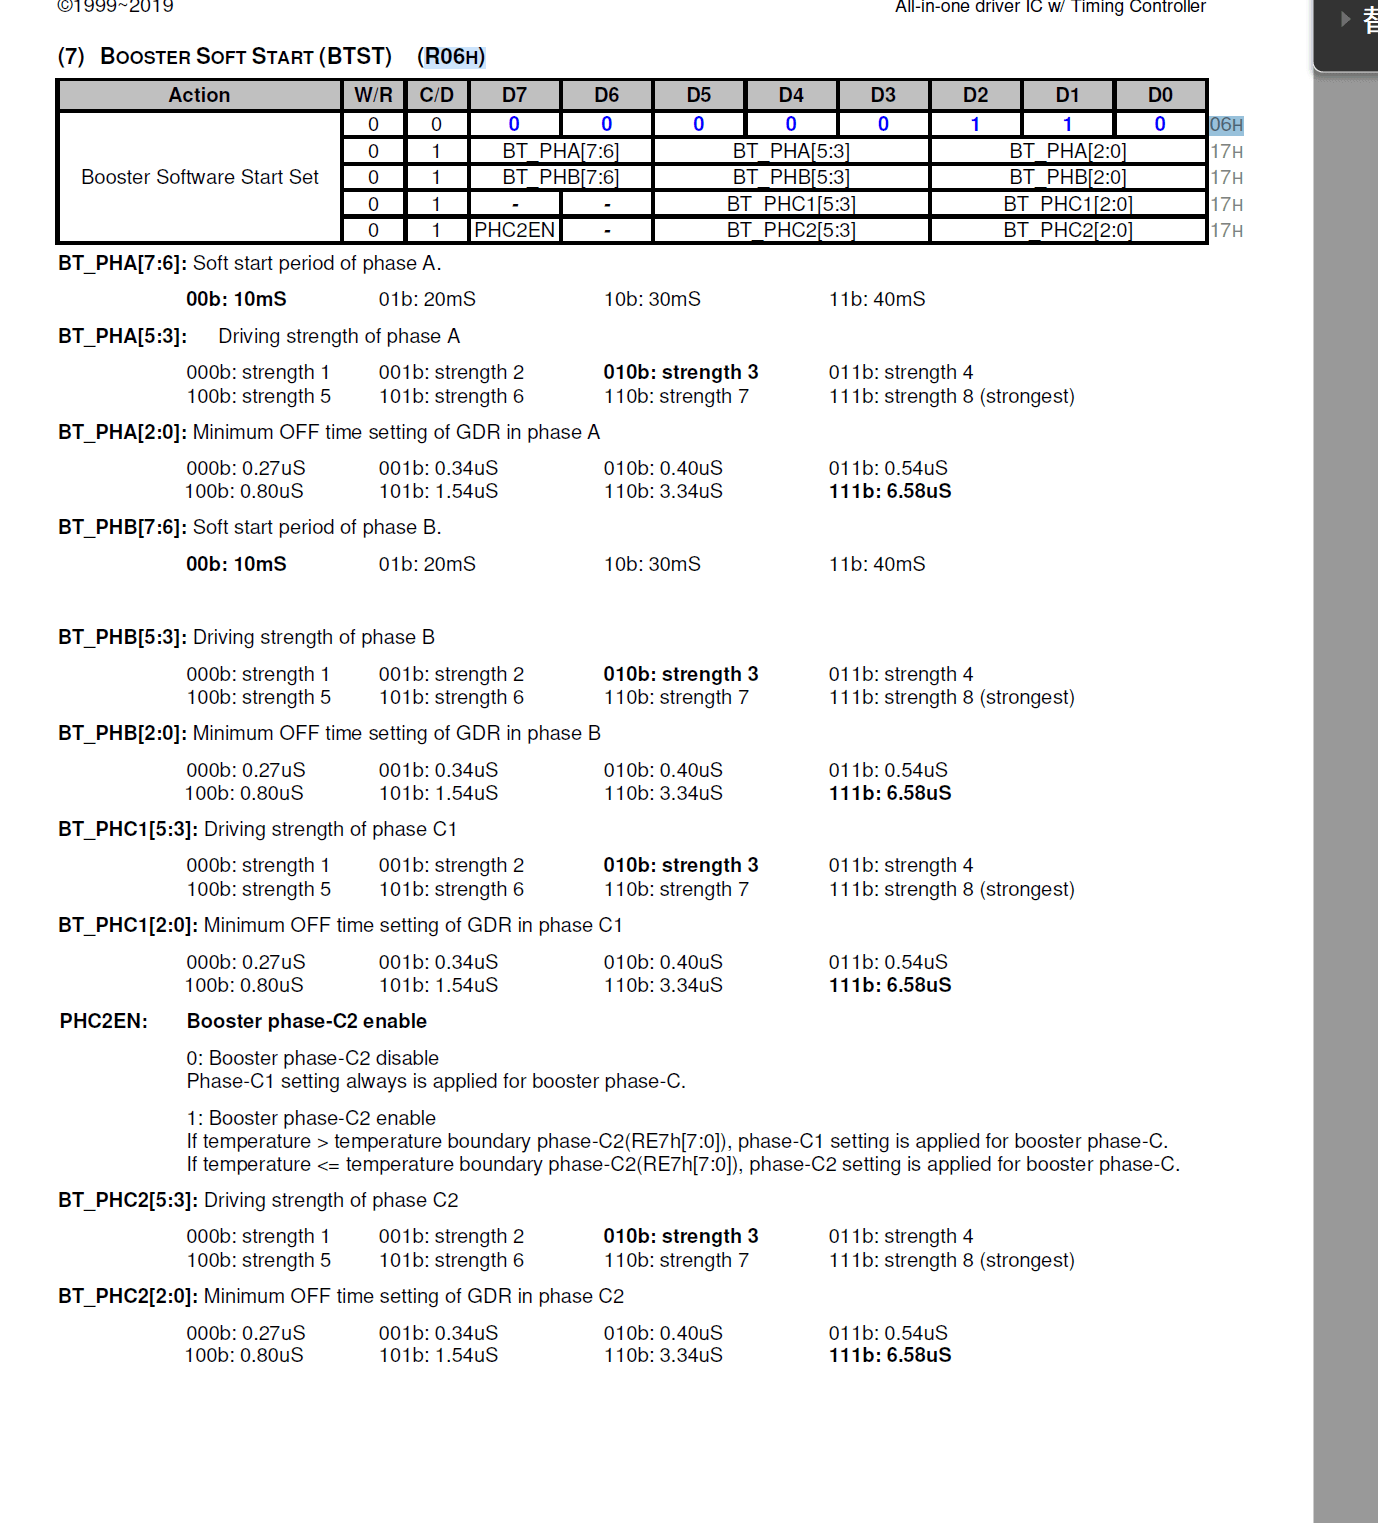 ©1999~2019 All-in-one driver IC w/ Timing Controller
(7) BOOSTER SOFT START (BTST) (R06H)
Action W/R C/D D7 D6 D5 D4 D3 D2 D1 D0
0 0 0 0 0 0 0 1 1 0 06H
0 1 BT_PHA[7:6] BT_PHA[5:3] BT_PHA[2:0] 17H
Booster Software Start Set 0 1 BT_PHB[7:6] BT_PHB[5:3] BT_PHB[2:0] 17H
0 1 - - BT_PHC1[5:3] BT_PHC1[2:0] 17H
0 1 PHC2EN - BT_PHC2[5:3] BT_PHC2[2:0] 17H
BT_PHA[7:6]: Soft start period of phase A.
00b: 10mS 01b: 20mS 10b: 30mS 11b: 40mS
BT_PHA[5:3]: Driving strength of phase A
000b: strength 1 001b: strength 2 010b: strength 3 011b: strength 4
100b: strength 5 101b: strength 6 110b: strength 7 111b: strength 8 (strongest)
BT_PHA[2:0]: Minimum OFF time setting of GDR in phase A
000b: 0.27uS 001b: 0.34uS 010b: 0.40uS 011b: 0.54uS
100b: 0.80uS 101b: 1.54uS 110b: 3.34uS 111b: 6.58uS
BT_PHB[7:6]: Soft start period of phase B.
00b: 10mS 01b: 20mS 10b: 30mS 11b: 40mS
BT_PHB[5:3]: Driving strength of phase B
000b: strength 1 001b: strength 2 010b: strength 3 011b: strength 4
100b: strength 5 101b: strength 6 110b: strength 7 111b: strength 8 (strongest)
BT_PHB[2:0]: Minimum OFF time setting of GDR in phase B
000b: 0.27uS 001b: 0.34uS 010b: 0.40uS 011b: 0.54uS
100b: 0.80uS 101b: 1.54uS 110b: 3.34uS 111b: 6.58uS
BT_PHC1[5:3]: Driving strength of phase C1
000b: strength 1 001b: strength 2 010b: strength 3 011b: strength 4
100b: strength 5 101b: strength 6 110b: strength 7 111b: strength 8 (strongest)
BT_PHC1[2:0]: Minimum OFF time setting of GDR in phase C1
000b: 0.27uS 001b: 0.34uS 010b: 0.40uS 011b: 0.54uS
100b: 0.80uS 101b: 1.54uS 110b: 3.34uS 111b: 6.58uS
PHC2EN: Booster phase-C2 enable
0: Booster phase-C2 disable
Phase-C1 setting always is applied for booster phase-C.
1: Booster phase-C2 enable
If temperature > temperature boundary phase-C2(RE7h[7:0]), phase-C1 setting is applied for booster phase-C.
If temperature <= temperature boundary phase-C2(RE7h[7:0]), phase-C2 setting is applied for booster phase-C.
BT_PHC2[5:3]: Driving strength of phase C2
000b: strength 1 001b: strength 2 010b: strength 3 011b: strength 4
100b: strength 5 101b: strength 6 110b: strength 7 111b: strength 8 (strongest)
BT_PHC2[2:0]: Minimum OFF time setting of GDR in phase C2
000b: 0.27uS 001b: 0.34uS 010b: 0.40uS 011b: 0.54uS
100b: 0.80uS 101b: 1.54uS 110b: 3.34uS 111b: 6.58uS